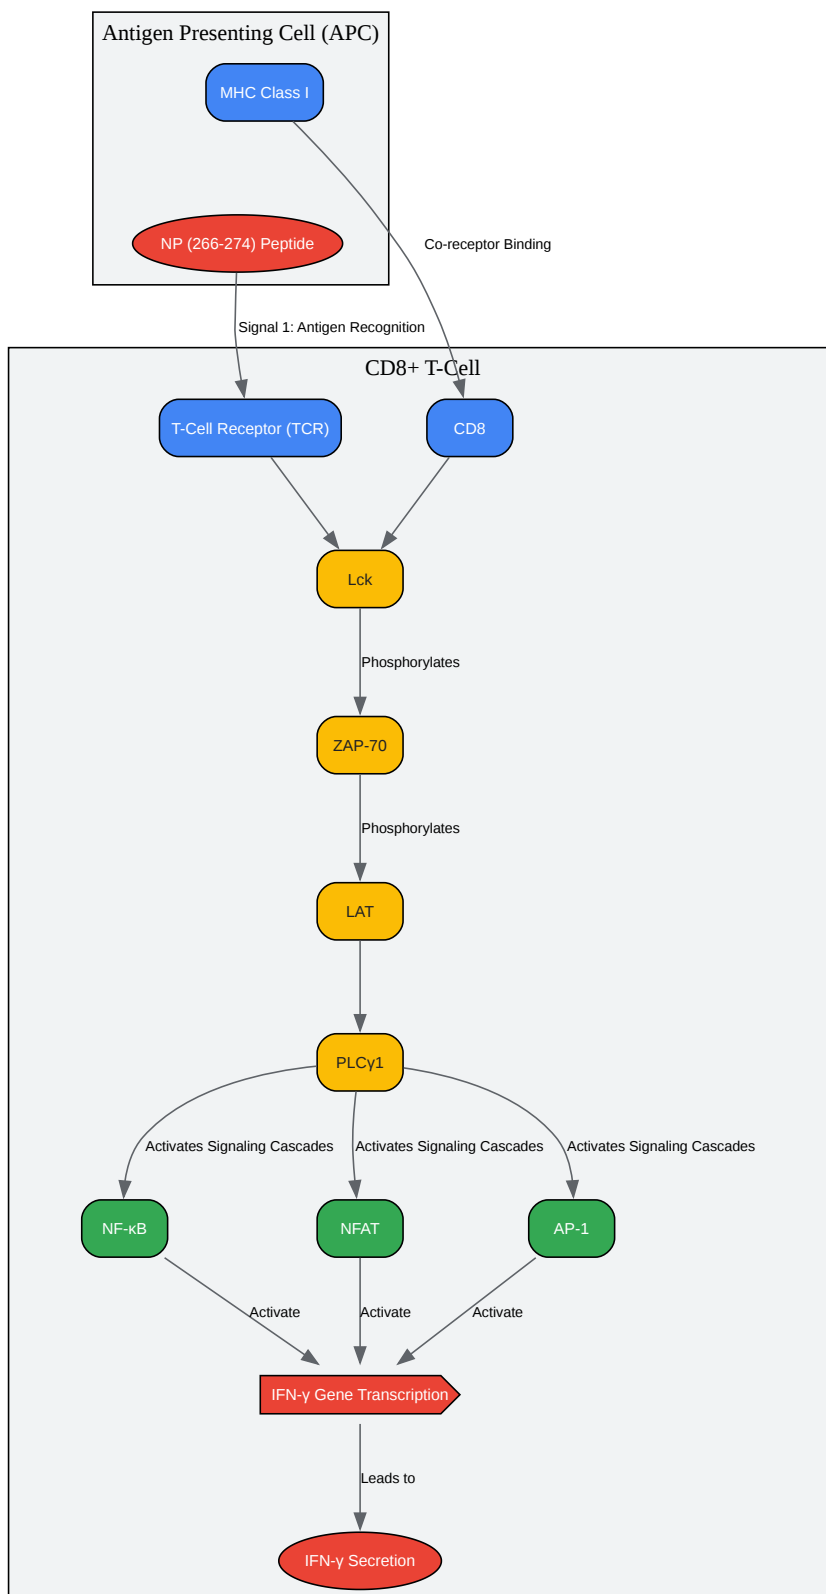 Antigen Presenting Cell (APC)
MHC Class I
NP (266-274) Peptide
Co-receptor Binding
Signal 1: Antigen Recognition
CD8+ T-Cell
T-Cell Receptor (TCR)
CD8
Lck
Phosphorylates
ZAP-70
Phosphorylates
LAT
PLCγ1
Activates Signaling Cascades
Activates Signaling Cascades
Activates Signaling Cascades
NF-κB
NFAT
AP-1
Activate
Activate
Activate
IFN-γ Gene Transcription
Leads to
IFN-γ Secretion